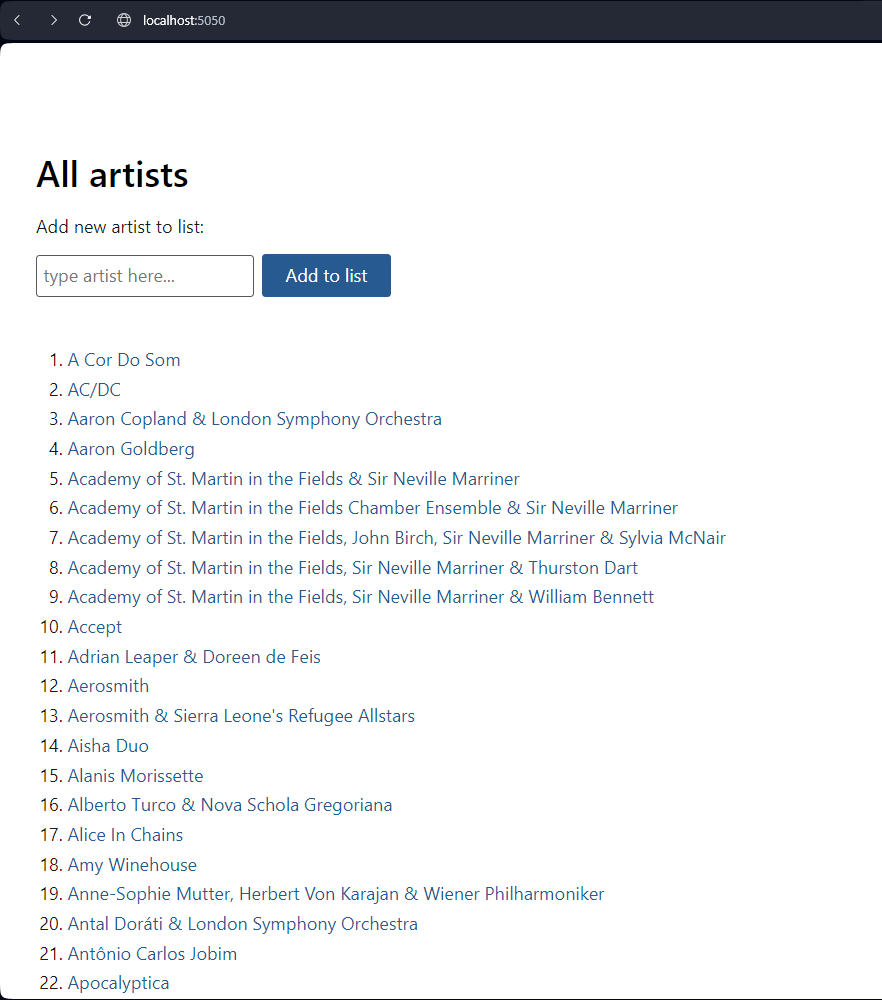 localhost:5050
All artists
Add new artist to list:
type artist here...
Add to list
1. A Cor Do Som
2. AC/DC
3. Aaron Copland & London Symphony Orchestra
4. Aaron Goldberg
5. Academy of St. Martin in the Fields & Sir Neville Marriner
6. Academy of St. Martin in the Fields Chamber Ensemble & Sir Neville Marriner
7. Academy of St. Martin in the Fields, John Birch, Sir Neville Marriner & Sylvia McNair
8. Academy of St. Martin in the Fields, Sir Neville Marriner & Thurston Dart
9. Academy of St. Martin in the Fields, Sir Neville Marriner & William Bennett
10. Accept
11. Adrian Leaper & Doreen de Feis
12. Aerosmith
13. Aerosmith & Sierra Leone's Refugee Allstars
14. Aisha Duo
15. Alanis Morissette
16. Alberto Turco & Nova Schola Gregoriana
17. Alice In Chains
18. Amy Winehouse
19. Anne-Sophie Mutter, Herbert Von Karajan & Wiener Philharmoniker
20. Antal Doráti & London Symphony Orchestra
21. Antônio Carlos Jobim
22. Apocalyptica